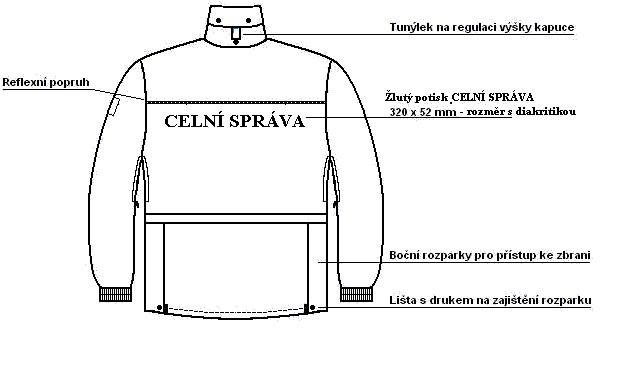 Tunýlek na regulaci výšky kapuce
Reflexní popruh
Žlutý potisk CELNÍ SPRÁVA
320 x 52 mm - rozměr s diakritikou
CELNÍ SPRÁVA
Boční rozparky pro přístup ke zbrani
Lišta s drukem na zajištění rozparku